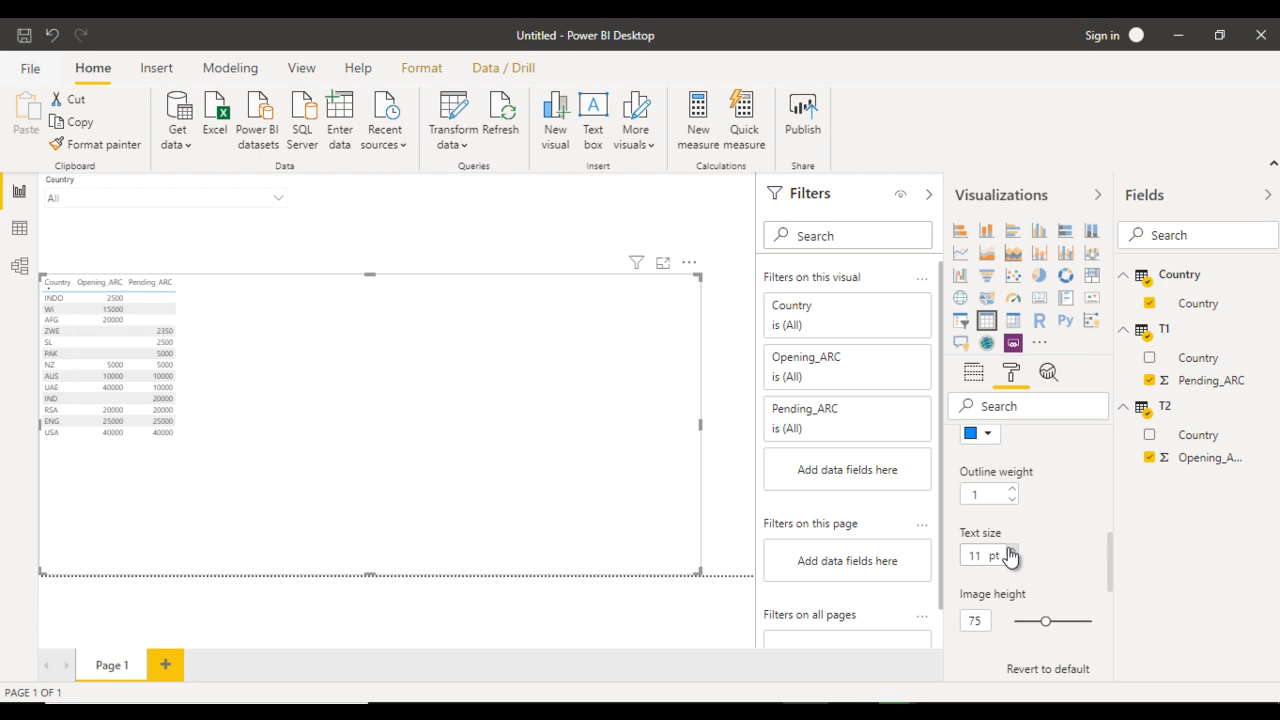 Untitled - Power BI Desktop
Sign in
File Home Insert Modeling View Help Format Data / Drill
Paste
Cut
Copy
Format painter
Clipboard
Get data
Excel
Power BI datasets
SQL Server
Enter data
Recent sources
Data
Transform data
Refresh
Queries
New visual
Text box
More visuals
Insert
New measure
Quick measure
Calculations
Publish
Share
Country
All
Country Opening_ARC Pending_ARC
INDO 2500
WI 15000
AFG 20000
ZWE 2350
SL 2500
PAK 5000
NZ 5000 5000
AUS 10000 10000
UAE 40000 10000
IND 20000
RSA 20000 20000
ENG 25000 25000
USA 40000 40000
Filters
Search
Filters on this visual ...
Country
is (All)
Opening_ARC
is (All)
Pending_ARC
is (All)
Add data fields here
Filters on this page ...
Add data fields here
Filters on all pages ...
Visualizations
R
Py
...
Search
Outline weight
1
Text size
11 pt
Image height
75
Revert to default
Fields
Search
Country
Country
T1
Country
Σ Pending_ARC
T2
Country
Σ Opening_A...
Page 1
+
PAGE 1 OF 1